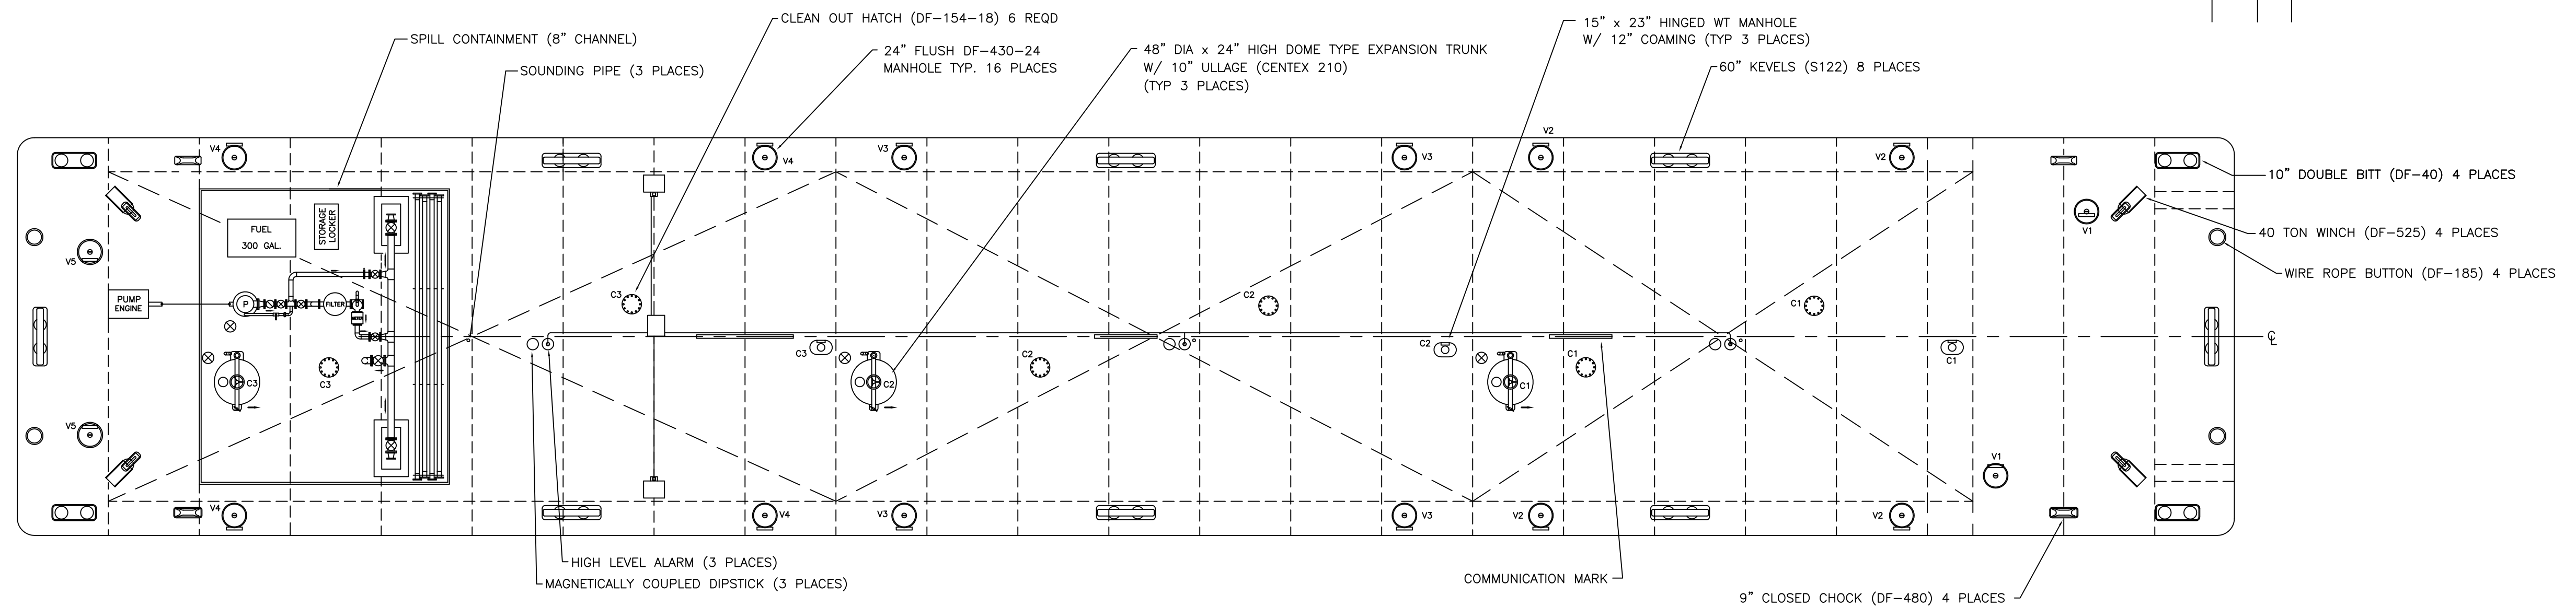 CLEAN OUT HATCH (DF-154-18) 6 REQD
SPILL CONTAINMENT (8" CHANNEL)
SOUNDING PIPE (3 PLACES)
24" FLUSH DF-430-24
MANHOLE TYP. 16 PLACES
48" DIA x 24" HIGH DOME TYPE EXPANSION TRUNK
W/ 10" ULLAGE (CENTEX 210)
(TYP 3 PLACES)
15" x 23" HINGED WT MANHOLE
W/ 12" COAMING (TYP 3 PLACES)
60" KEVELS (S122) 8 PLACES
V4
V4
V3
V3
V2
V2
10" DOUBLE BITT (DF-40) 4 PLACES
V1
40 TON WINCH (DF-525) 4 PLACES
WIRE ROPE BUTTON (DF-185) 4 PLACES
V5
FUEL
300 GAL.
STORAGE
LOCKER
PUMP
ENGINE
P
FILTER
C3
C2
C1
C3
C2
C1
C3
C3
C2
C2
C1
C1
℄
V5
V1
V4
V4
V3
V3
V2
V2
HIGH LEVEL ALARM (3 PLACES)
MAGNETICALLY COUPLED DIPSTICK (3 PLACES)
COMMUNICATION MARK
9" CLOSED CHOCK (DF-480) 4 PLACES